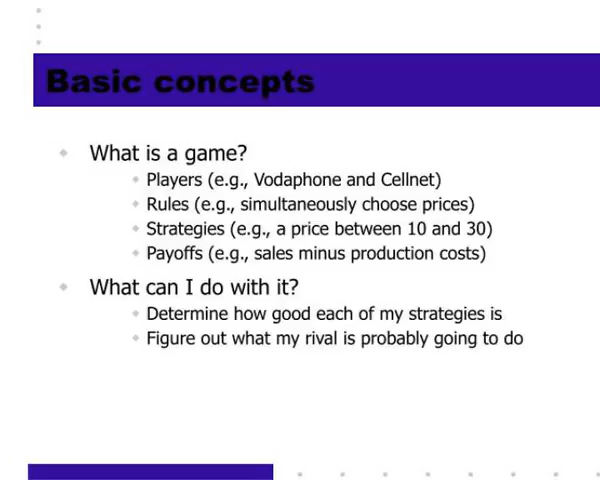 Basic concepts
What is a game?
Players (e.g., Vodaphone and Cellnet)
Rules (e.g., simultaneously choose prices)
Strategies (e.g., a price between 10 and 30)
Payoffs (e.g., sales minus production costs)
What can I do with it?
Determine how good each of my strategies is
Figure out what my rival is probably going to do